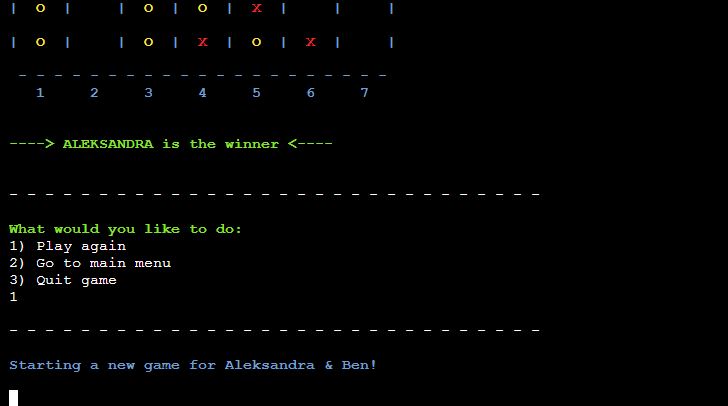 | o |   | o | o | x |   |   |
| o |   | o | x | o | x |   |
- - - - - - - - - - - - - - - - - - - - -
1 2 3 4 5 6 7
----> ALEKSANDRA is the winner <----
- - - - - - - - - - - - - - - - - - - - - - - - - - - - - -
What would you like to do:
1) Play again
2) Go to main menu
3) Quit game
1
- - - - - - - - - - - - - - - - - - - - - - - - - - - - - -
Starting a new game for Aleksandra & Ben!